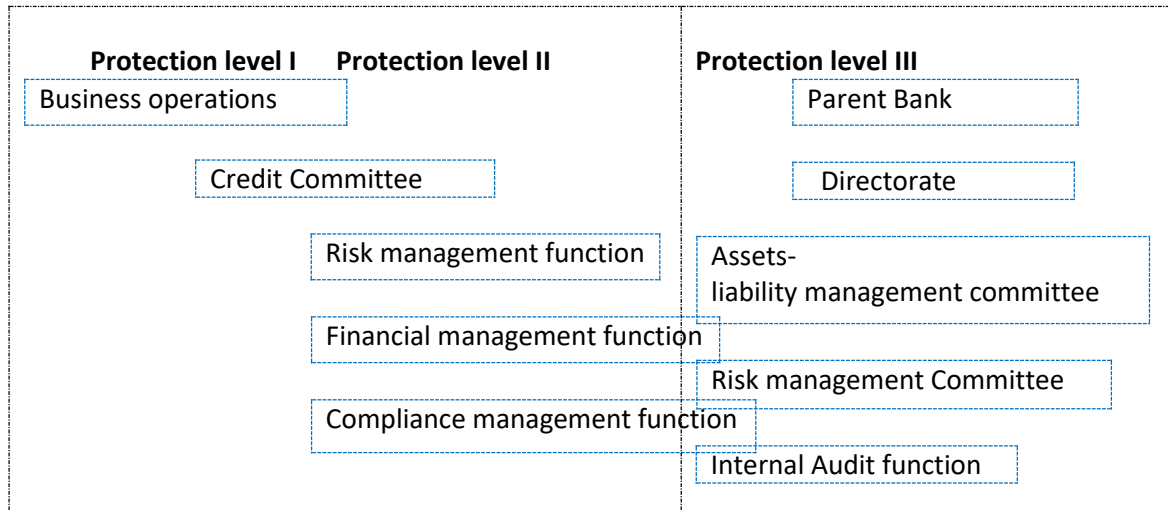 Protection level I
Protection level II
Protection level III
Business operations
Parent Bank
Credit Committee
Directorate
Risk management function
Assets-
liability management committee
Financial management function
Risk management Committee
Compliance management function
Internal Audit function